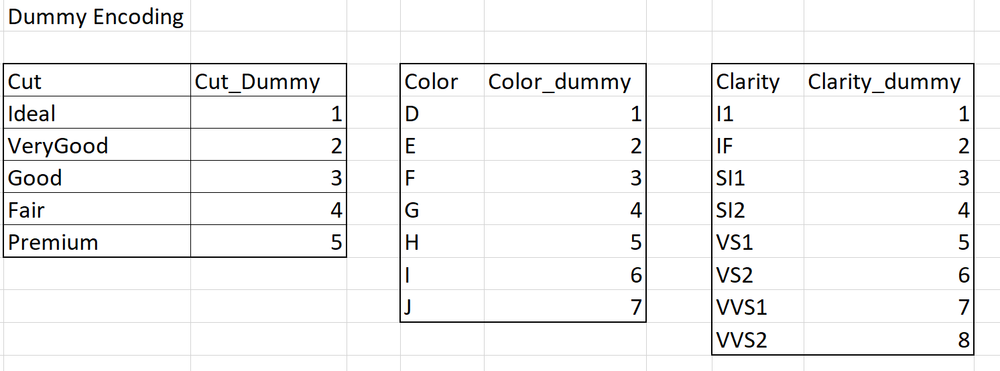 Dummy Encoding
Cut Cut_Dummy Color Color_dummy Clarity Clarity_dummy
Ideal 1 D 1 I1 1
VeryGood 2 E 2 IF 2
Good 3 F 3 SI1 3
Fair 4 G 4 SI2 4
Premium 5 H 5 VS1 5
I 6 VS2 6
J 7 VVS1 7
VVS2 8